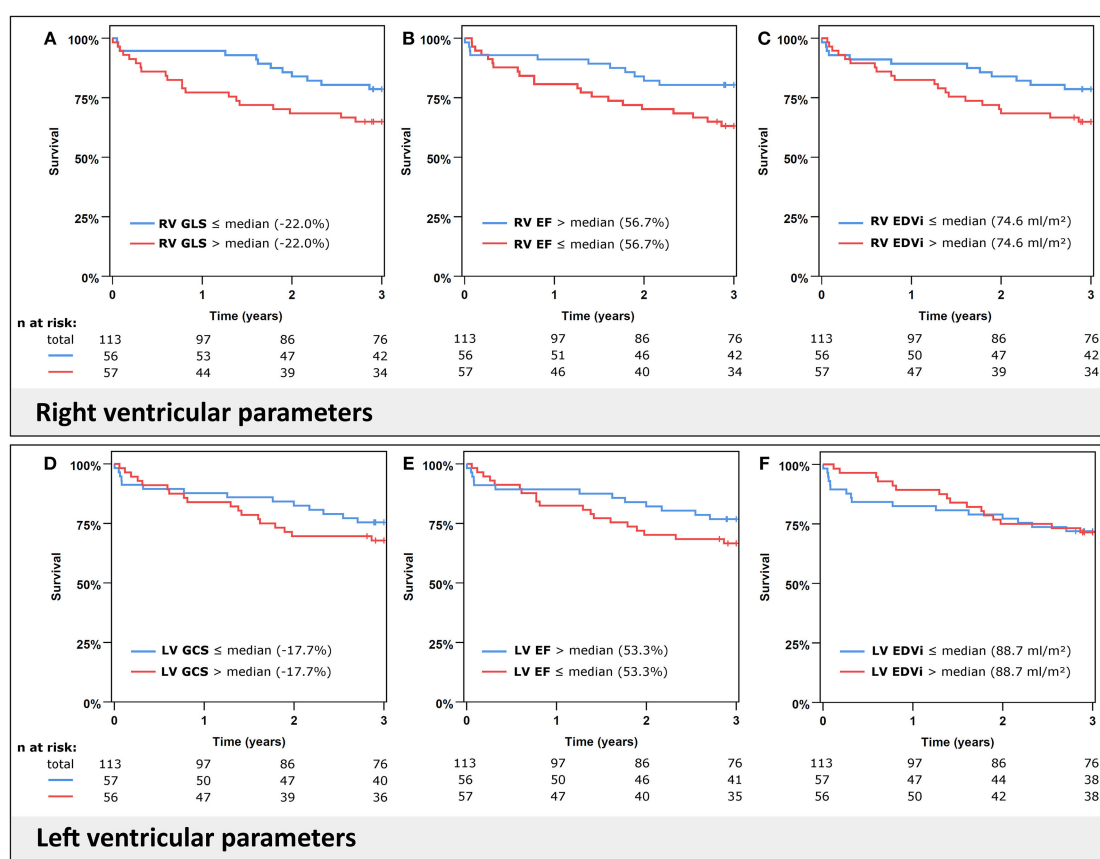 A
B
C
100%
75%
50%
25%
0%
Survival
RV GLS ≤ median (-22.0%)
RV GLS > median (-22.0%)
0 1 2 3
Time (years)
100%
75%
50%
25%
0%
Survival
RV EF > median (56.7%)
RV EF ≤ median (56.7%)
0 1 2 3
Time (years)
100%
75%
50%
25%
0%
Survival
RV EDVi ≤ median (74.6 ml/m²)
RV EDVi > median (74.6 ml/m²)
0 1 2 3
Time (years)
n at risk:
total 113 97 86 76 113 97 86 76 113 97 86 76
56 53 47 42 56 51 46 42 56 50 47 42
57 44 39 34 57 46 40 34 57 47 39 34
Right ventricular parameters
D
E
F
100%
75%
50%
25%
0%
Survival
LV GCS ≤ median (-17.7%)
LV GCS > median (-17.7%)
0 1 2 3
Time (years)
100%
75%
50%
25%
0%
Survival
LV EF > median (53.3%)
LV EF ≤ median (53.3%)
0 1 2 3
Time (years)
100%
75%
50%
25%
0%
Survival
LV EDVi ≤ median (88.7 ml/m²)
LV EDVi > median (88.7 ml/m²)
0 1 2 3
Time (years)
n at risk:
total 113 97 86 76 113 97 86 76 113 97 86 76
57 50 47 40 56 50 46 41 57 47 44 38
56 47 39 36 57 47 40 35 56 50 42 38
Left ventricular parameters